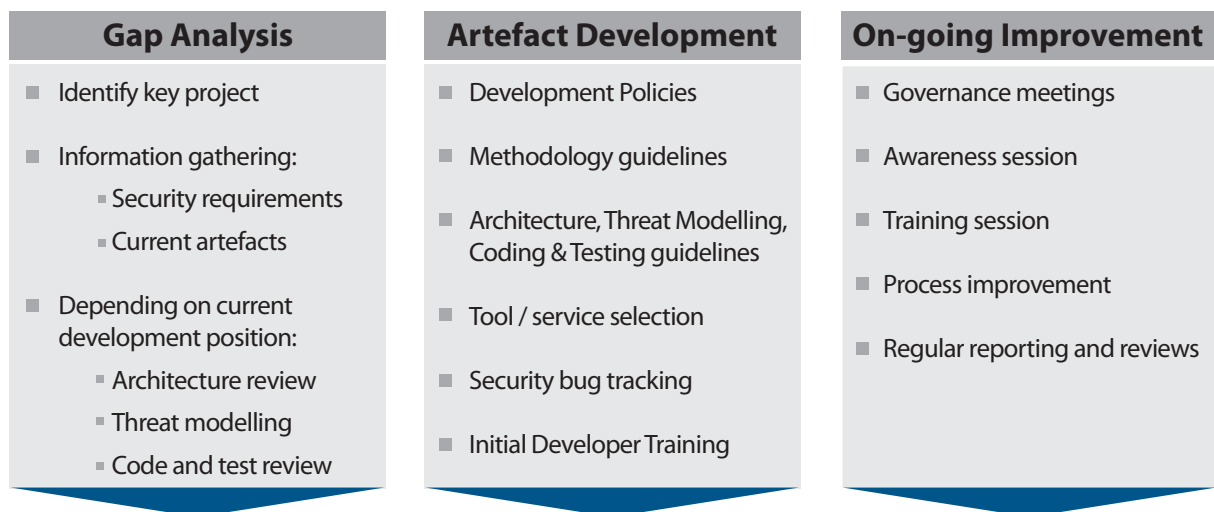 Gap Analysis
Identify key project
Information gathering:
Security requirements
Current artefacts
Depending on current
development position:
Architecture review
Threat modelling
Code and test review
Artefact Development
Development Policies
Methodology guidelines
Architecture, Threat Modelling,
Coding & Testing guidelines
Tool / service selection
Security bug tracking
Initial Developer Training
On-going Improvement
Governance meetings
Awareness session
Training session
Process improvement
Regular reporting and reviews